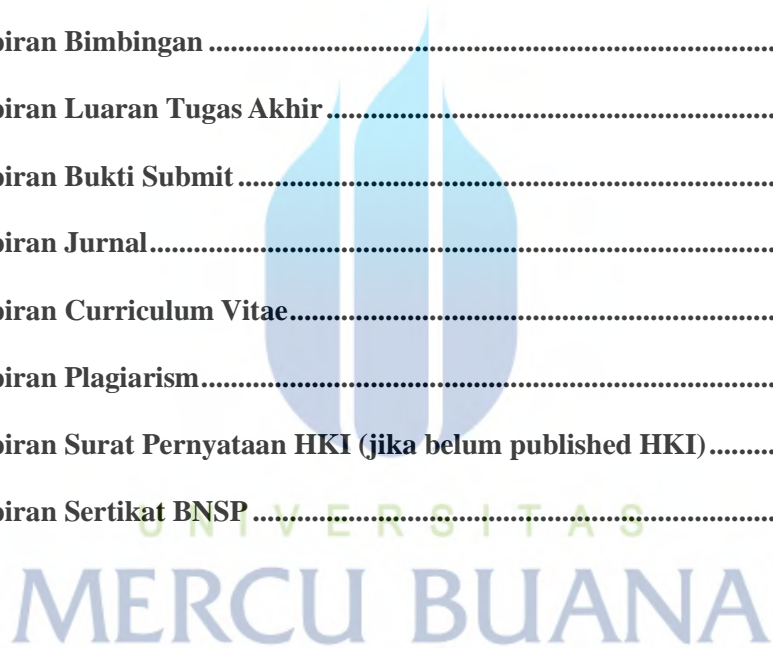 piran Bimbingan ............................................................................
piran Luaran Tugas Akhir ............................................................
piran Bukti Submit ........................................................................
piran Jurnal....................................................................................
piran Curriculum Vitae.................................................................
piran Plagiarism.............................................................................
piran Surat Pernyataan HKI (jika belum published HKI) .........
piran Sertikat BNSP ......................................................................
UNIVERSITAS
MERCU BUANA